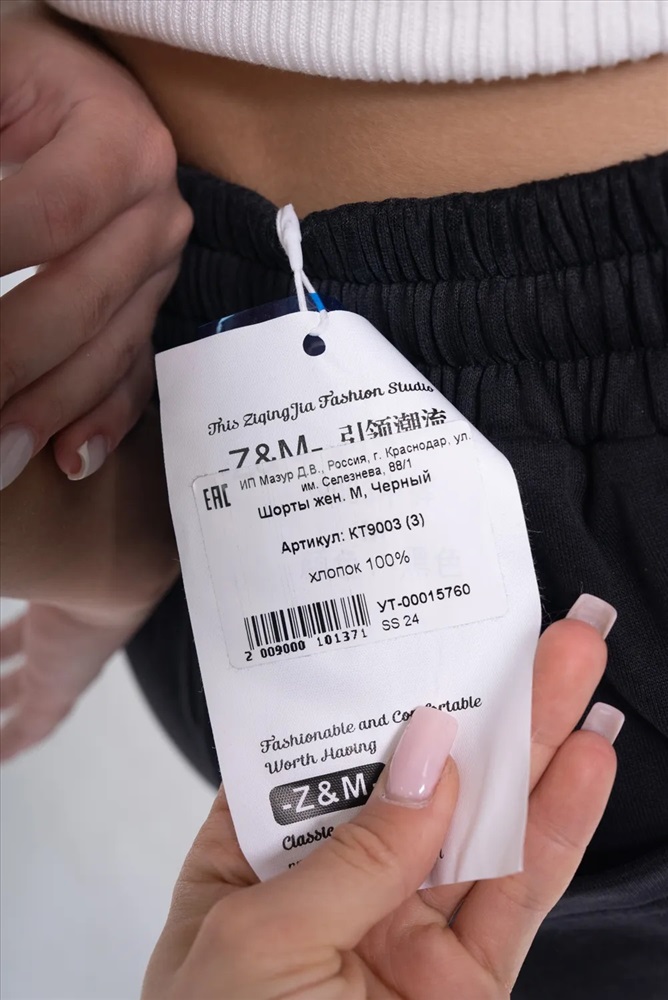 This ZiqingJia Fashion Studio
-Z&M- 引领潮流
EAC ИП Мазур Д.В., Россия, г. Краснодар, ул.
им. Селезнева, 88/1
Шорты жен. М, Черный
Артикул: КТ9003 (3)
хлопок 100%
УТ-00015760
SS 24
2 009000 101371
Fashionable and Comfortable
Worth Having
-Z&M-
Classic